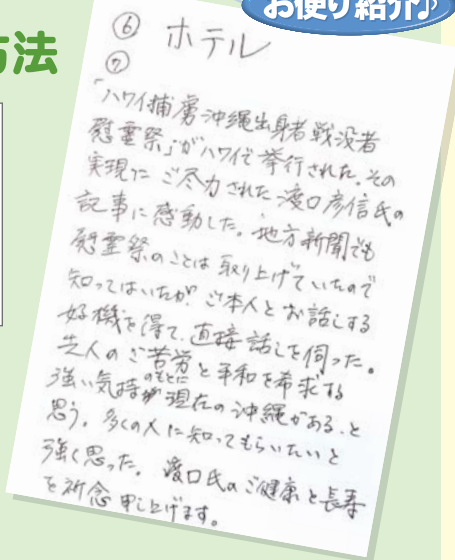 お便り紹介♪
方法
⑥ ホテル
⑦
「ハワイ捕虜沖縄出身者戦没者
慰霊祭」がハワイで挙行された。その
実現に ご尽力された渡口彦信氏の
記事に感動した。地方新聞でも
慰霊祭のことは取り上げていたので
知ってはいたが ご本人とお話しする
好機を得て、直接話しを伺った。
先人のご苦労と平和を希求する
強い気持のもとに現在の沖縄がある、と
思う。多くの人に知ってもらいたいと
強く思った。渡口氏のご健康と長寿
を祈念申し上げます。